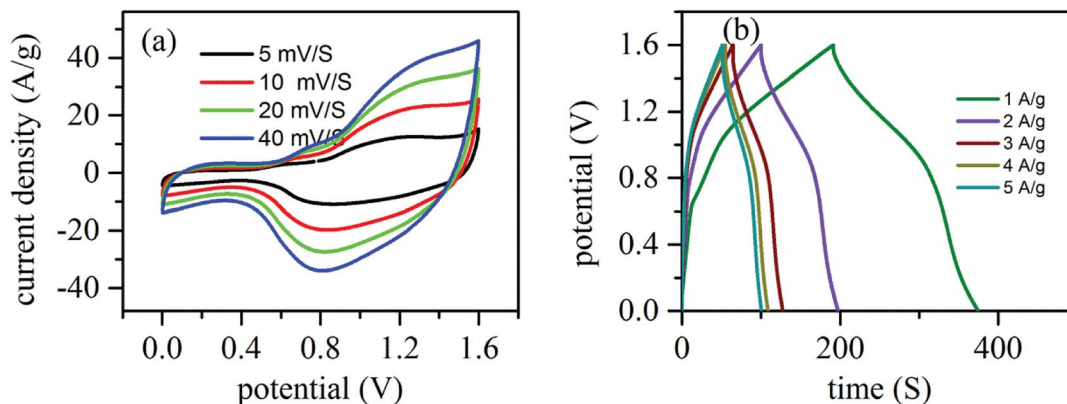 (a)
5 mV/S
10 mV/S
20 mV/S
40 mV/S
current density (A/g)
40
20
0
-20
-40
0.0 0.4 0.8 1.2 1.6
potential (V)
(b)
1 A/g
2 A/g
3 A/g
4 A/g
5 A/g
potential (V)
1.6
1.2
0.8
0.4
0.0
0 200 400
time (S)